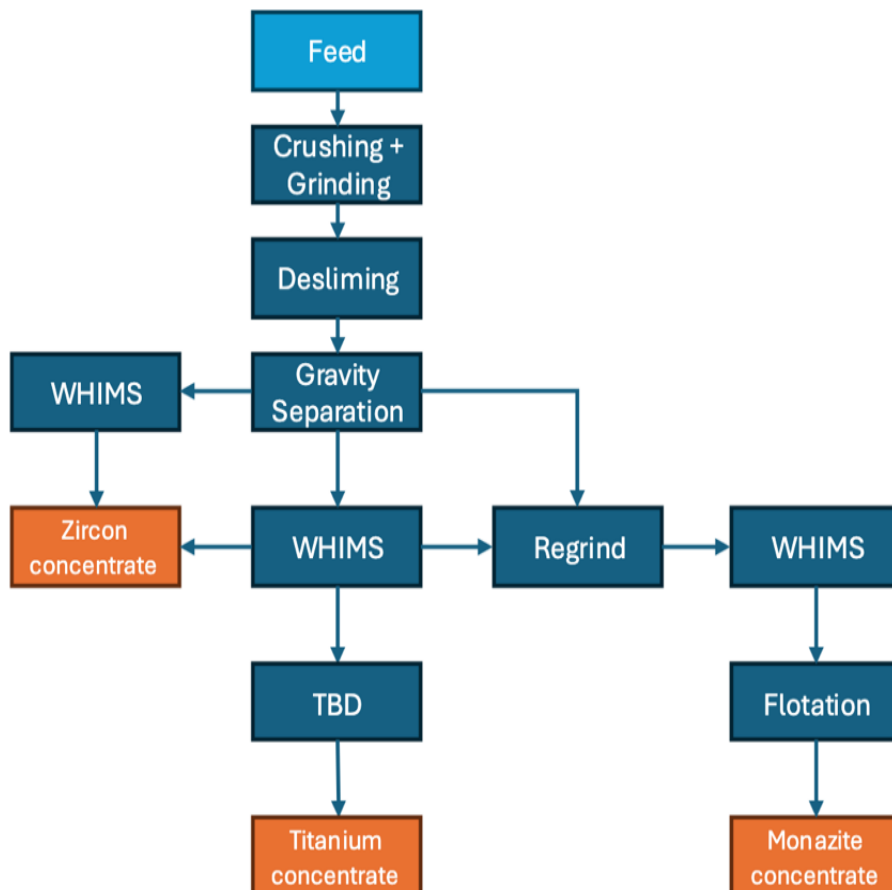 Feed
Crushing +
Grinding
Desliming
WHIMS
Gravity
Separation
Zircon
concentrate
WHIMS
Regrind
WHIMS
TBD
Flotation
Titanium
concentrate
Monazite
concentrate